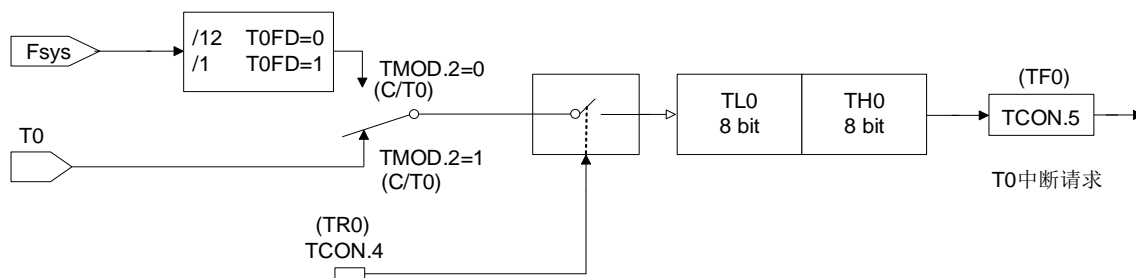 Fsys
/12 T0FD=0
/1 T0FD=1
TMOD.2=0
(C/T0)
T0
TMOD.2=1
(C/T0)
(TR0)
TCON.4
TL0
8 bit
TH0
8 bit
(TF0)
TCON.5
T0中断请求